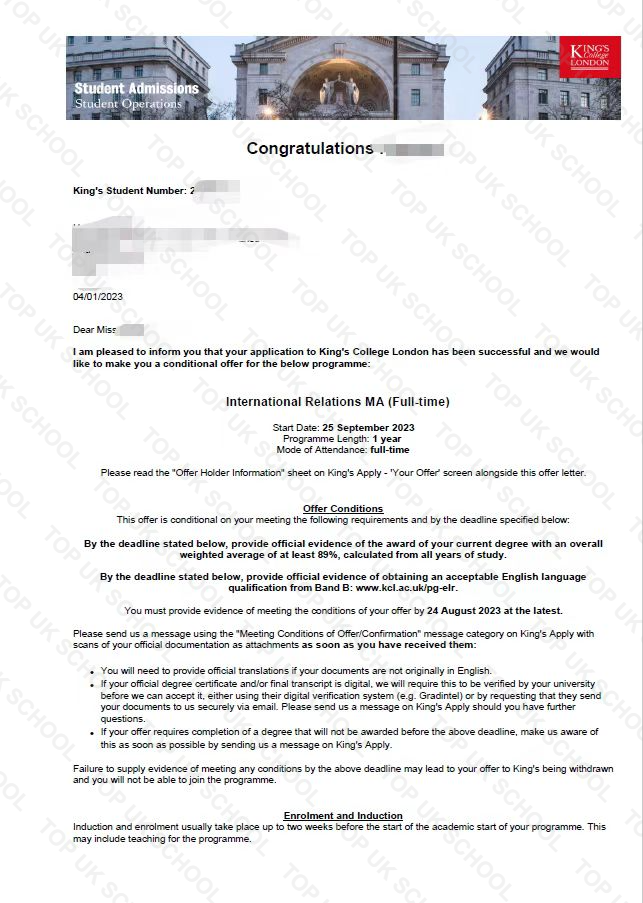 KING'S
College
LONDON
Student Admissions
Student Operations
Congratulations
King's Student Number: 2
04/01/2023
Dear Miss
I am pleased to inform you that your application to King's College London has been successful and we would
like to make you a conditional offer for the below programme:
International Relations MA (Full-time)
Start Date: 25 September 2023
Programme Length: 1 year
Mode of Attendance: full-time
Please read the "Offer Holder Information" sheet on King's Apply - 'Your Offer' screen alongside this offer letter.
Offer Conditions
This offer is conditional on your meeting the following requirements and by the deadline specified below:
By the deadline stated below, provide official evidence of the award of your current degree with an overall
weighted average of at least 89%, calculated from all years of study.
By the deadline stated below, provide official evidence of obtaining an acceptable English language
qualification from Band B: www.kcl.ac.uk/pg-elr.
You must provide evidence of meeting the conditions of your offer by 24 August 2023 at the latest.
Please send us a message using the "Meeting Conditions of Offer/Confirmation" message category on King's Apply with
scans of your official documentation as attachments as soon as you have received them:
• You will need to provide official translations if your documents are not originally in English.
• If your official degree certificate and/or final transcript is digital, we will require this to be verified by your university
before we can accept it, either using their digital verification system (e.g. Gradintel) or by requesting that they send
your documents to us securely via email. Please send us a message on King's Apply should you have further
questions.
• If your offer requires completion of a degree that will not be awarded before the above deadline, make us aware of
this as soon as possible by sending us a message on King's Apply.
Failure to supply evidence of meeting any conditions by the above deadline may lead to your offer to King's being withdrawn
and you will not be able to join the programme.
Enrolment and Induction
Induction and enrolment usually take place up to two weeks before the start of the academic start of your programme. This
may include teaching for the programme.
TOP UK SCHOOL